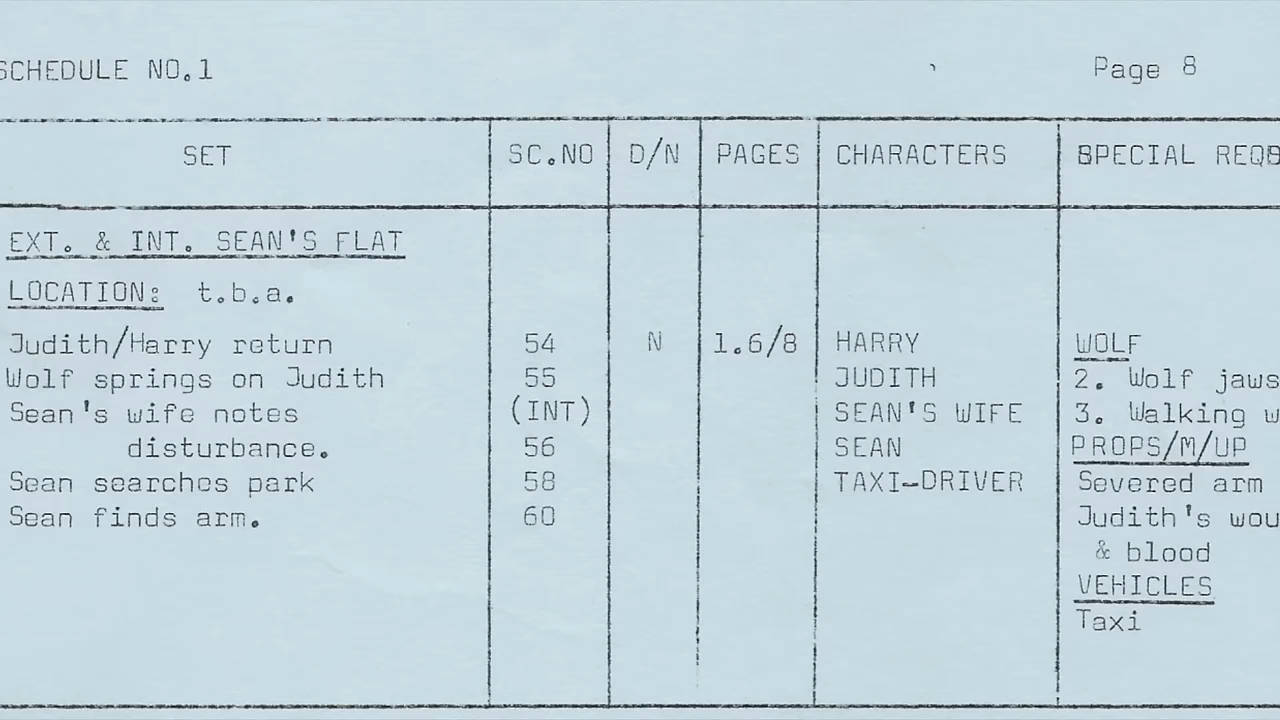 SCHEDULE NO.1 Page 8
SET SC.NO D/N PAGES CHARACTERS SPECIAL
EXT. & INT. SEAN'S FLAT
LOCATION: t.b.a.
Judith/Harry return 54 N 1.6/8 HARRY WOLF
Wolf springs on Judith 55 JUDITH 2. Wolf jaws
Sean's wife notes (INT) SEAN'S WIFE 3. Walking
disturbance. 56 SEAN PROPS/M/UP
Sean searches park 58 TAXI-DRIVER Severed arm
Sean finds arm. 60 Judith's
& blood
VEHICLES
Taxi